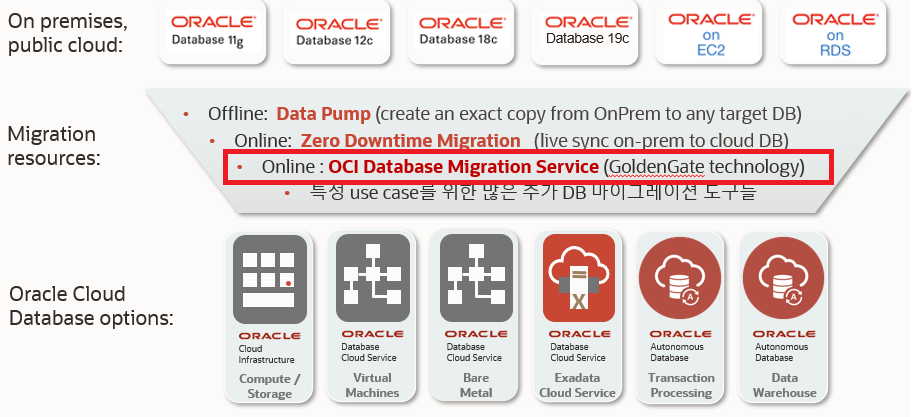 On premises,
public cloud:
ORACLE
Database 11g
ORACLE
Database 12c
ORACLE
Database 18c
ORACLE
Database 19c
ORACLE
on
EC2
ORACLE
on
RDS
Migration
resources:
• Offline: Data Pump (create an exact copy from OnPrem to any target DB)
• Online: Zero Downtime Migration (live sync on-prem to cloud DB)
• Online : OCI Database Migration Service (GoldenGate technology)
• 특성 use case를 위한 많은 추가 DB 마이그레이션 도구들
Oracle Cloud
Database options:
ORACLE
Cloud
Infrastructure
Compute /
Storage
ORACLE
Database
Cloud Service
Virtual
Machines
ORACLE
Database
Cloud Service
Bare
Metal
X
ORACLE
Database
Cloud Service
Exadata
Cloud Service
A
ORACLE
Autonomous
Database
Transaction
Processing
A
ORACLE
Autonomous
Database
Data
Warehouse